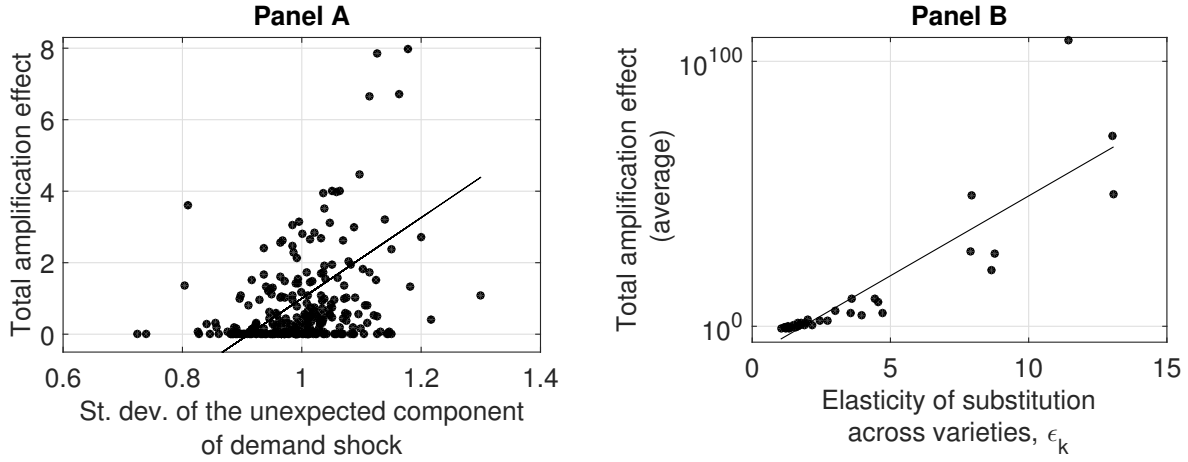 Panel A
Total amplification effect
8
6
4
2
0
0.6 0.8 1 1.2 1.4
St. dev. of the unexpected component
of demand shock
Panel B
Total amplification effect
(average)
10^100
10^0
0 5 10 15
Elasticity of substitution
across varieties, ϵ_k